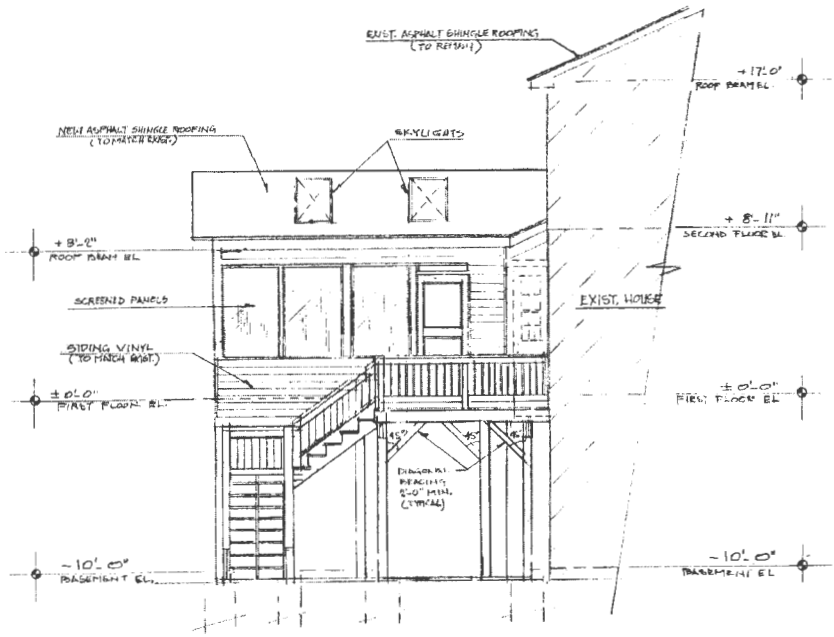 EXIST. ASPHALT SHINGLE ROOFING
(TO REMAIN)
+17'-0"
ROOF BEAM EL.
NEW ASPHALT SHINGLE ROOFING
(TO MATCH EXIST.)
SKYLIGHTS
+ 8'-11"
SECOND FLOOR EL
+ 8'-2"
ROOF BEAM EL
SCREENED PANELS
EXIST. HOUSE
SIDING VINYL
(TO MATCH EXIST.)
± 0'-0"
FIRST FLOOR EL.
± 0'-0"
FIRST FLOOR EL
45°
45°
45°
DIAGONAL
BRACING
MIN.
(TYPICAL)
-10'-0"
BASEMENT EL.
-10'-0"
BASEMENT EL